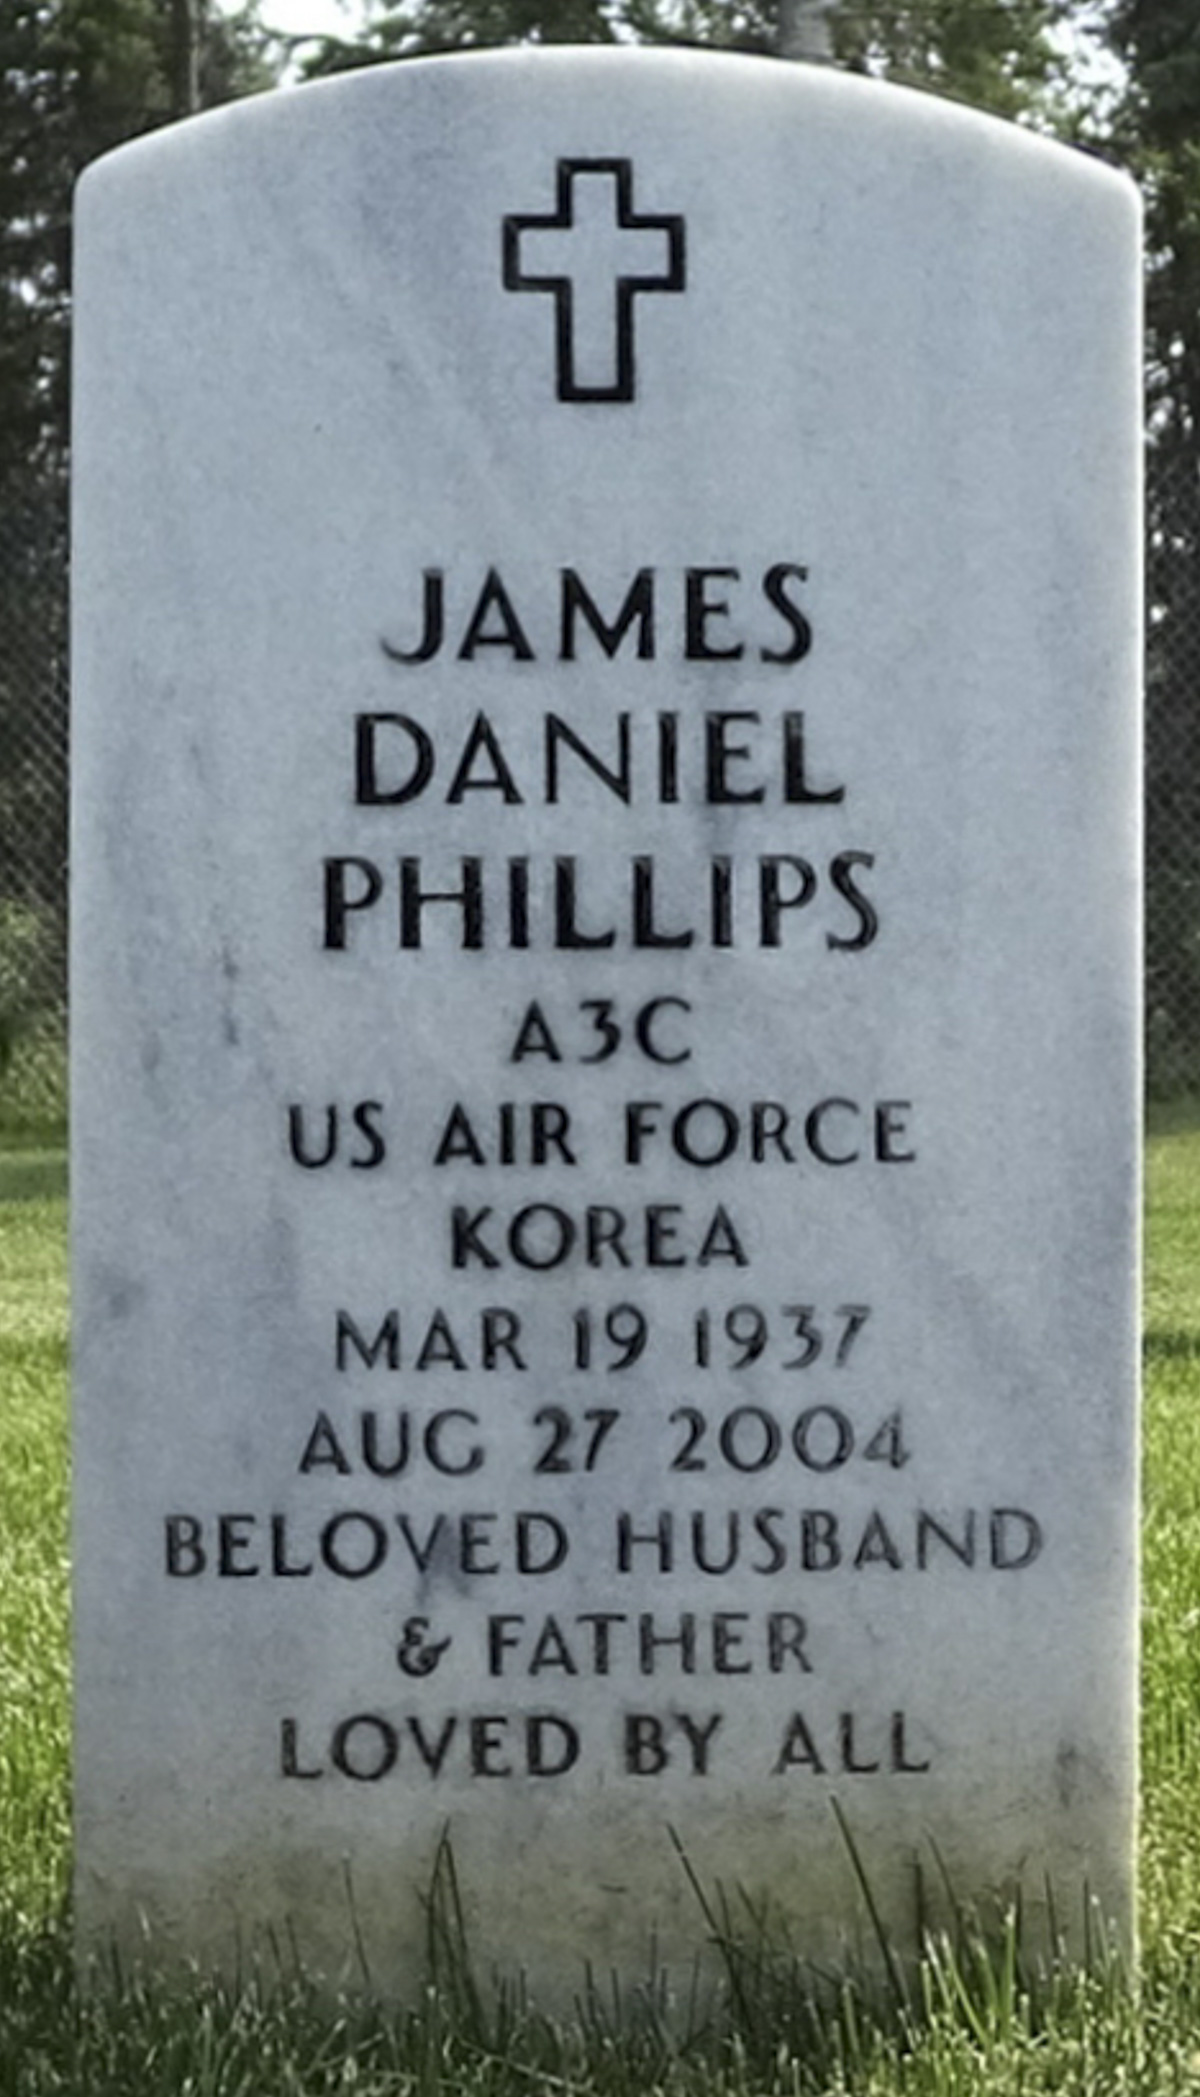 JAMES
DANIEL
PHILLIPS
A3C
US AIR FORCE
KOREA
MAR 19 1937
AUG 27 2004
BELOVED HUSBAND
& FATHER
LOVED BY ALL